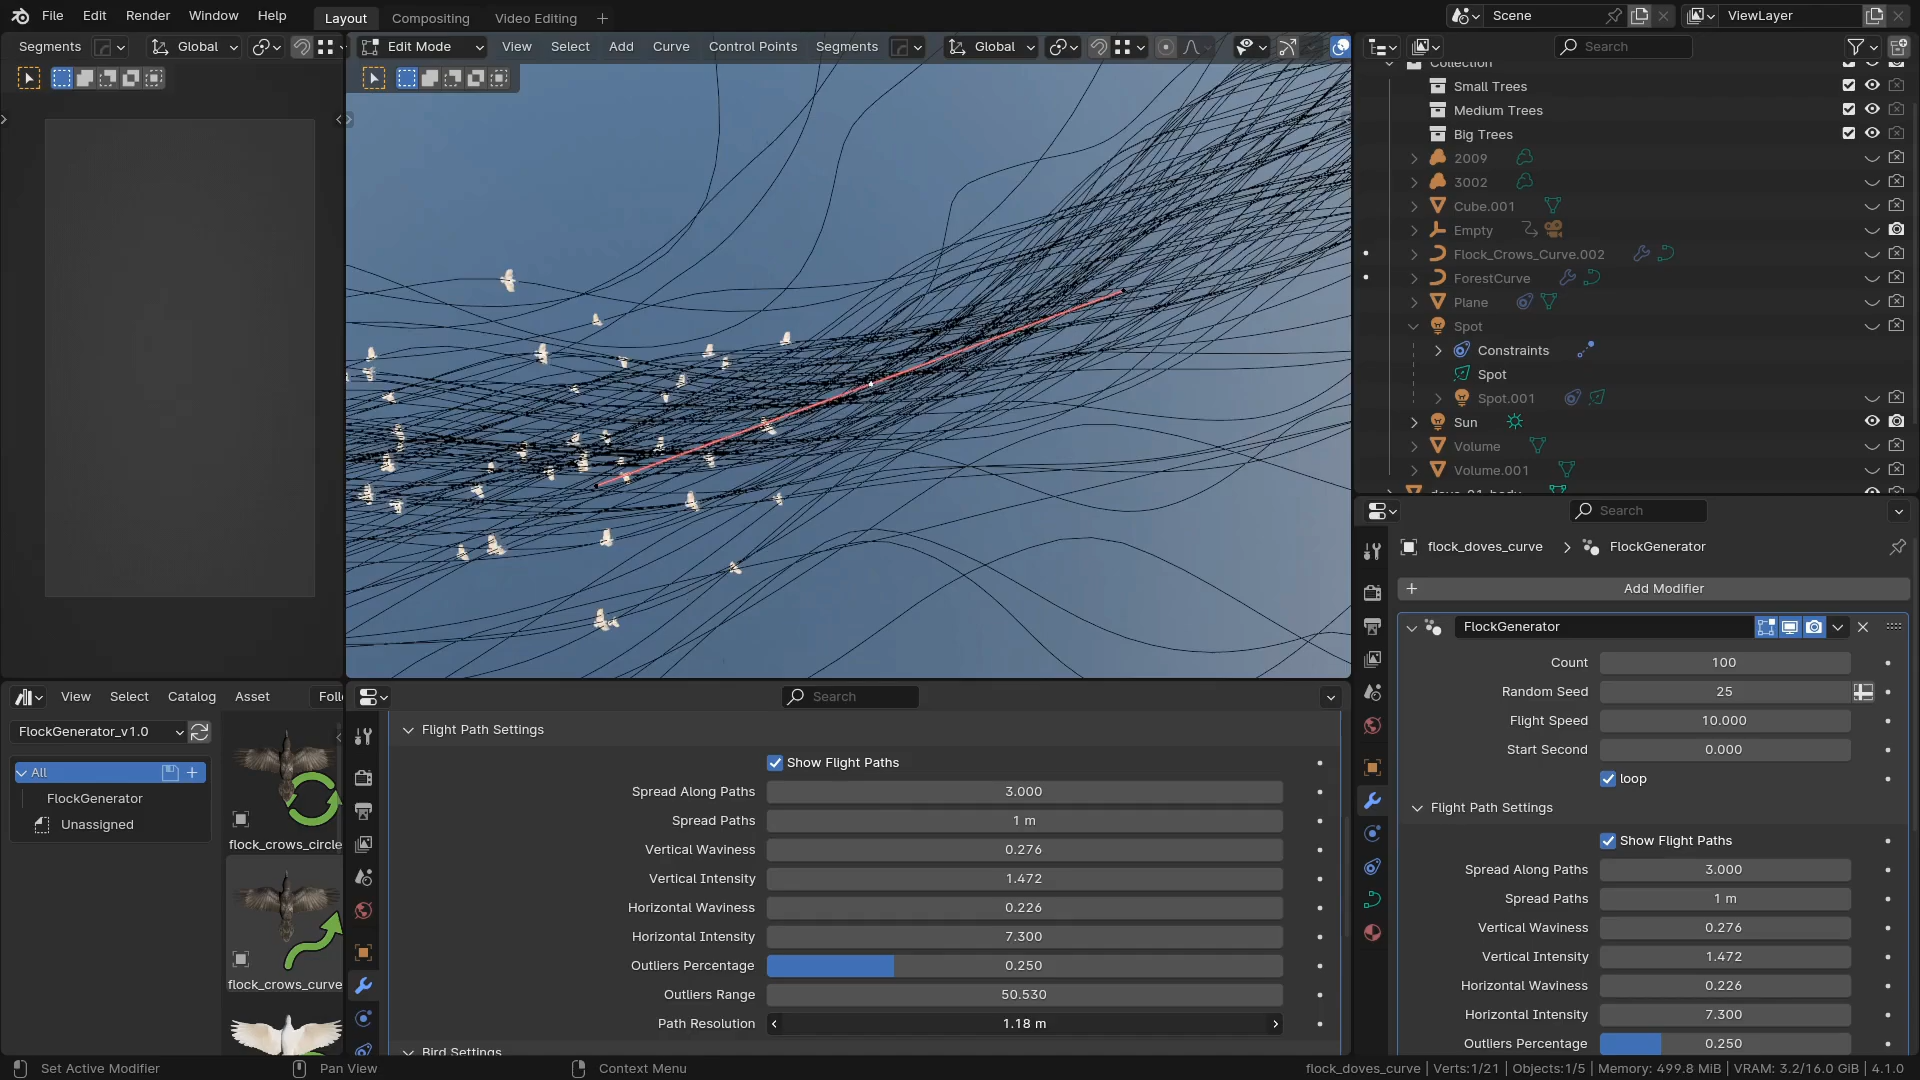 File Edit Render Window Help Layout Compositing Video Editing Scene ViewLayer
Segments Global Edit Mode View Select Add Curve Control Points Segments Global Search
Collection
Small Trees
Medium Trees
Big Trees
2009
3002
Cube.001
Empty
Flock_Crows_Curve.002
ForestCurve
Plane
Spot
Constraints
Spot
Spot.001
Sun
Volume
Volume.001
dove_01_body
Search
flock_doves_curve FlockGenerator
Add Modifier
FlockGenerator
Count 100
Random Seed 25
Flight Speed 10.000
Start Second 0.000
loop
Flight Path Settings
Show Flight Paths
Spread Along Paths 3.000
Spread Paths 1 m
Vertical Waviness 0.276
Vertical Intensity 1.472
Horizontal Waviness 0.226
Horizontal Intensity 7.300
Outliers Percentage 0.250
View Select Catalog Asset Foll
FlockGenerator_v1.0
All
FlockGenerator
Unassigned
flock_crows_circle
flock_crows_curve
Search
Flight Path Settings
Show Flight Paths
Spread Along Paths 3.000
Spread Paths 1 m
Vertical Waviness 0.276
Vertical Intensity 1.472
Horizontal Waviness 0.226
Horizontal Intensity 7.300
Outliers Percentage 0.250
Outliers Range 50.530
Path Resolution 1.18 m
Bird Settings
Set Active Modifier Pan View Context Menu flock_doves_curve | Verts:1/21 | Objects:1/5 | Memory: 499.8 MiB | VRAM: 3.2/16.0 GiB | 4.1.0